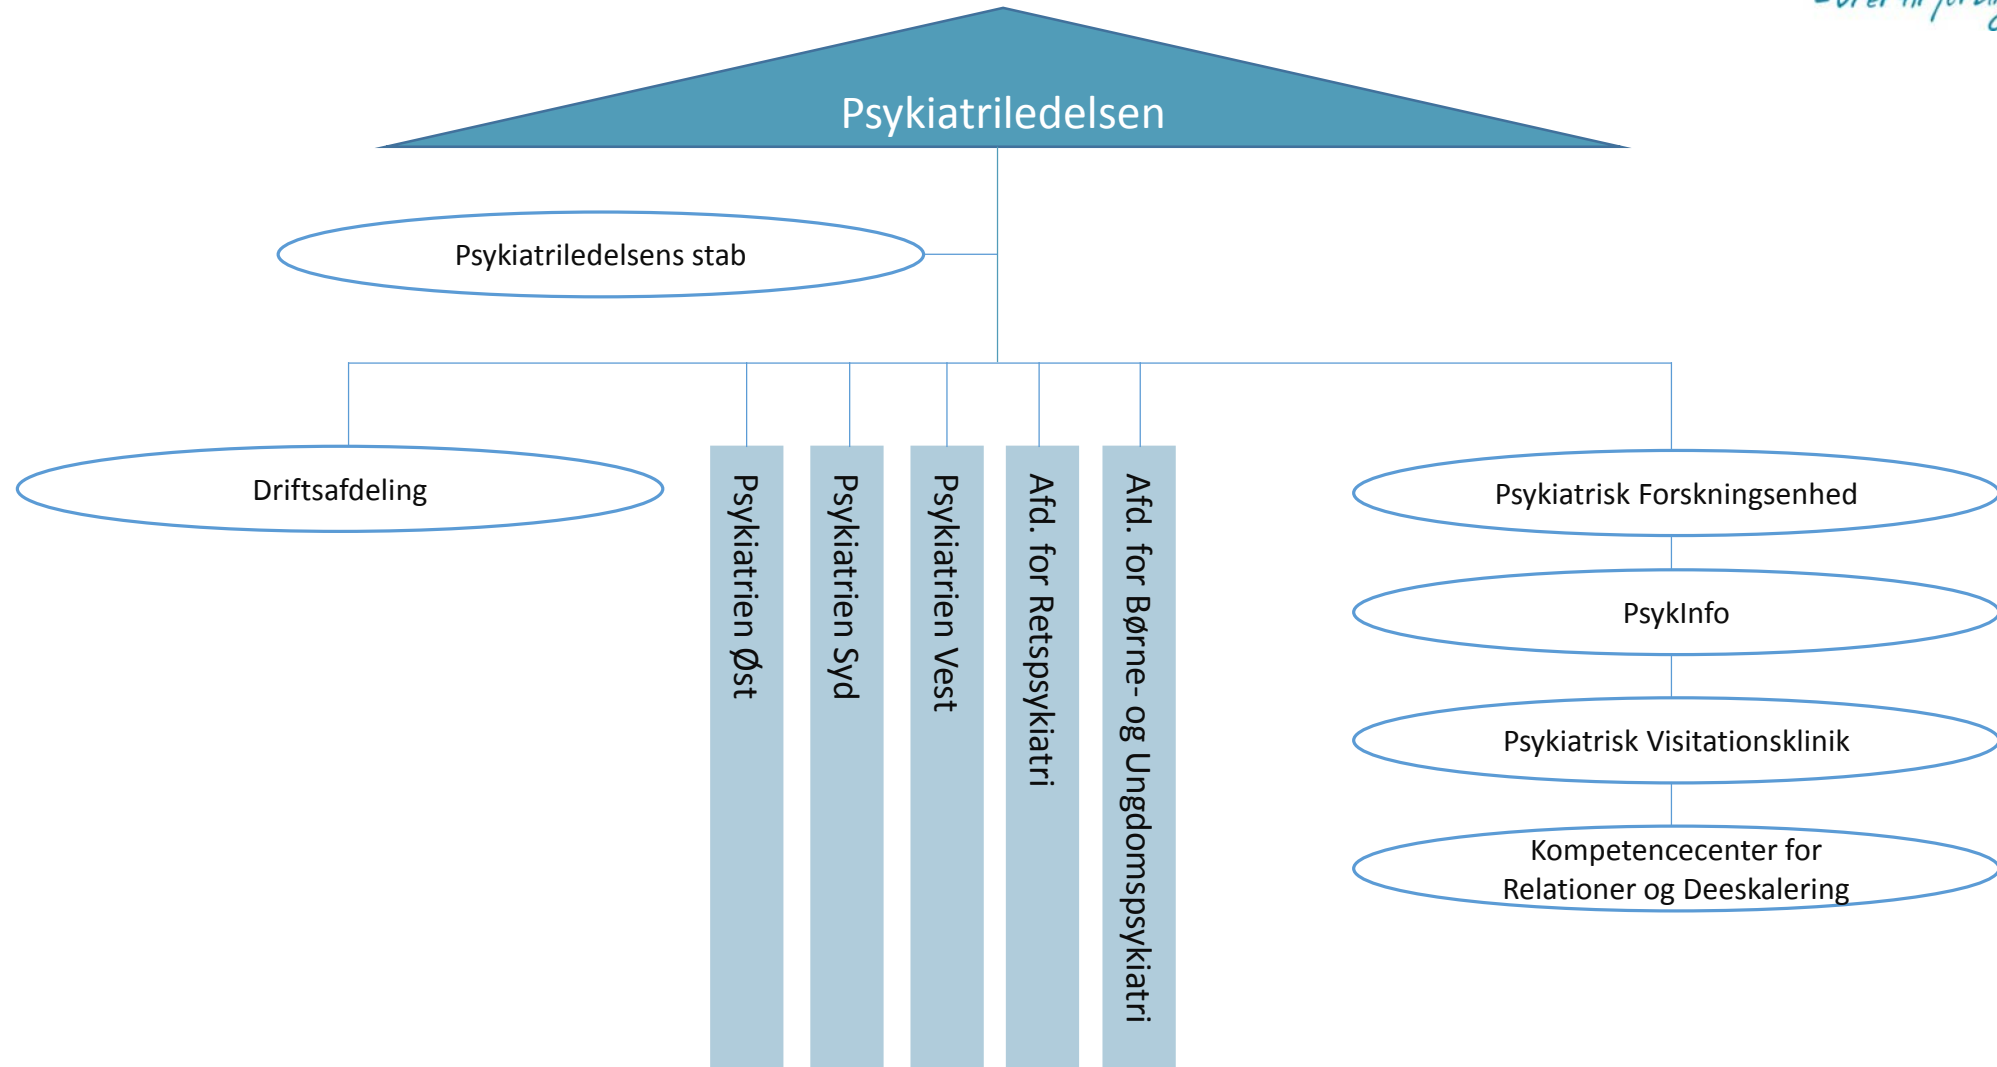 Psykiatriledelsen
Psykiatriledelsens stab
Driftsafdeling
Psykiatrien Øst
Psykiatrien Syd
Psykiatrien Vest
Afd. for Retspsykiatri
Afd. for Børne- og Ungdomspsykiatri
Psykiatrisk Forskningsenhed
PsykInfo
Psykiatrisk Visitationsklinik
Kompetencecenter for
Relationer og Deeskalering